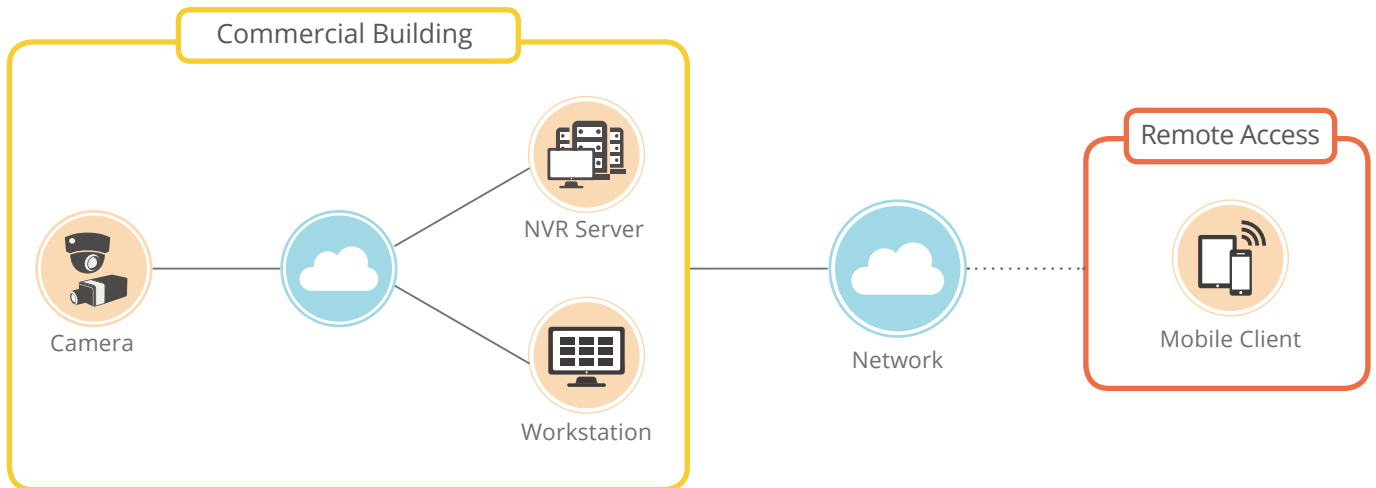 Commercial Building
Remote Access
NVR Server
Camera
Mobile Client
Network
Workstation